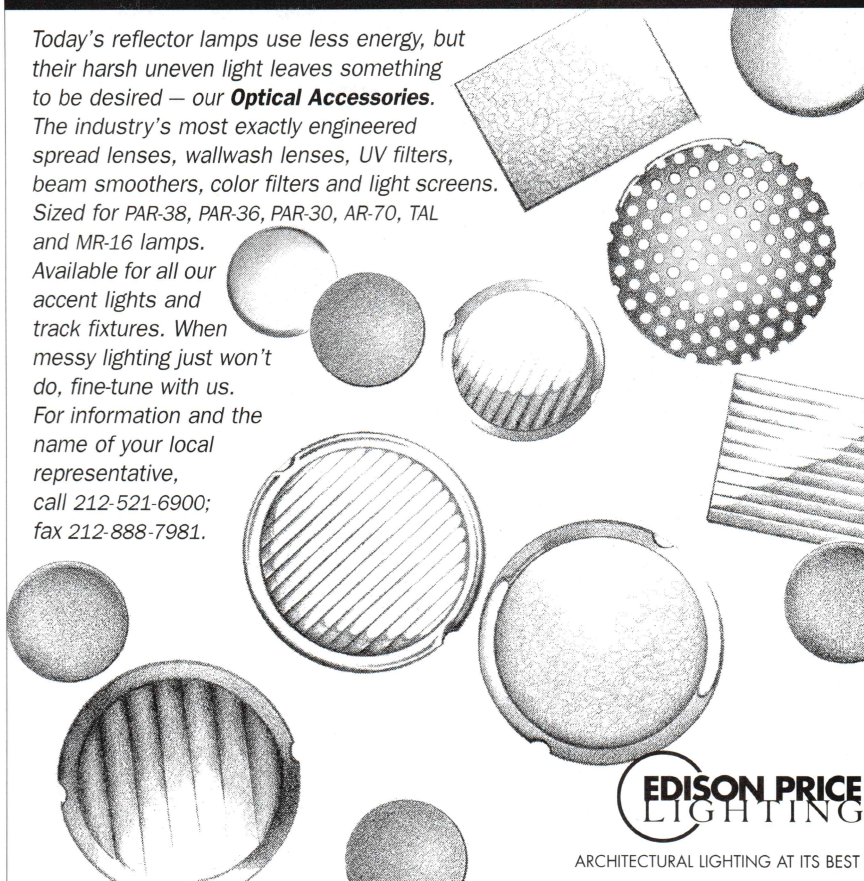 Today's reflector lamps use less energy, but
their harsh uneven light leaves something
to be desired — our Optical Accessories.
The industry's most exactly engineered
spread lenses, wallwash lenses, UV filters,
beam smoothers, color filters and light screens.
Sized for PAR-38, PAR-36, PAR-30, AR-70, TAL
and MR-16 lamps.
Available for all our
accent lights and
track fixtures. When
messy lighting just won't
do, fine-tune with us.
For information and the
name of your local
representative,
call 212-521-6900;
fax 212-888-7981.
EDISON PRICE
LIGHTING
ARCHITECTURAL LIGHTING AT ITS BEST